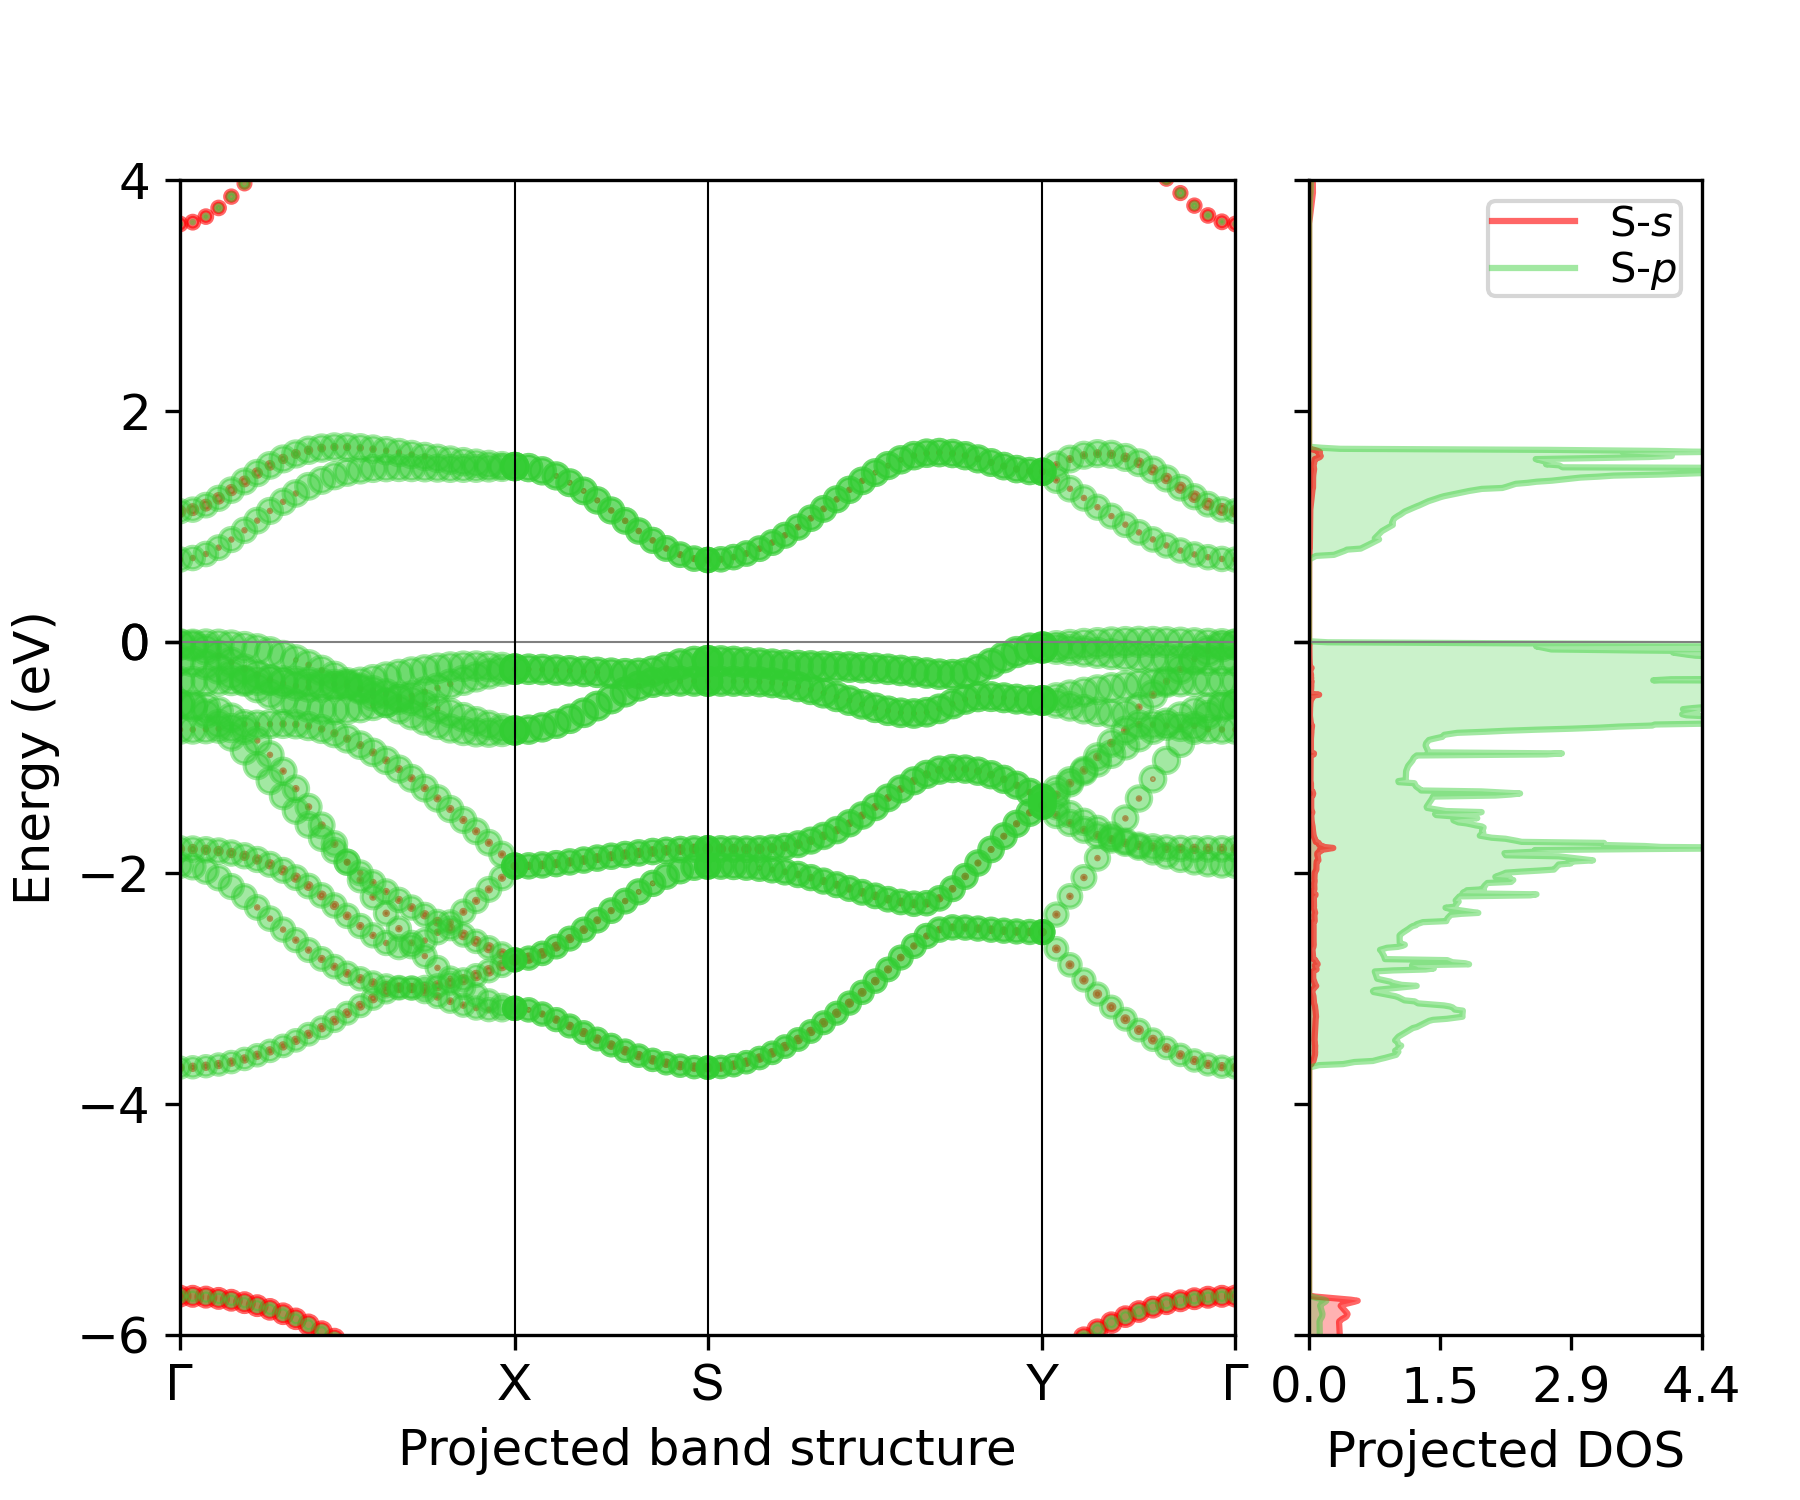 4
2
0
−2
−4
−6
Energy (eV)
Γ X S Y Γ
Projected band structure
S-s
S-p
0.0 1.5 2.9 4.4
Projected DOS